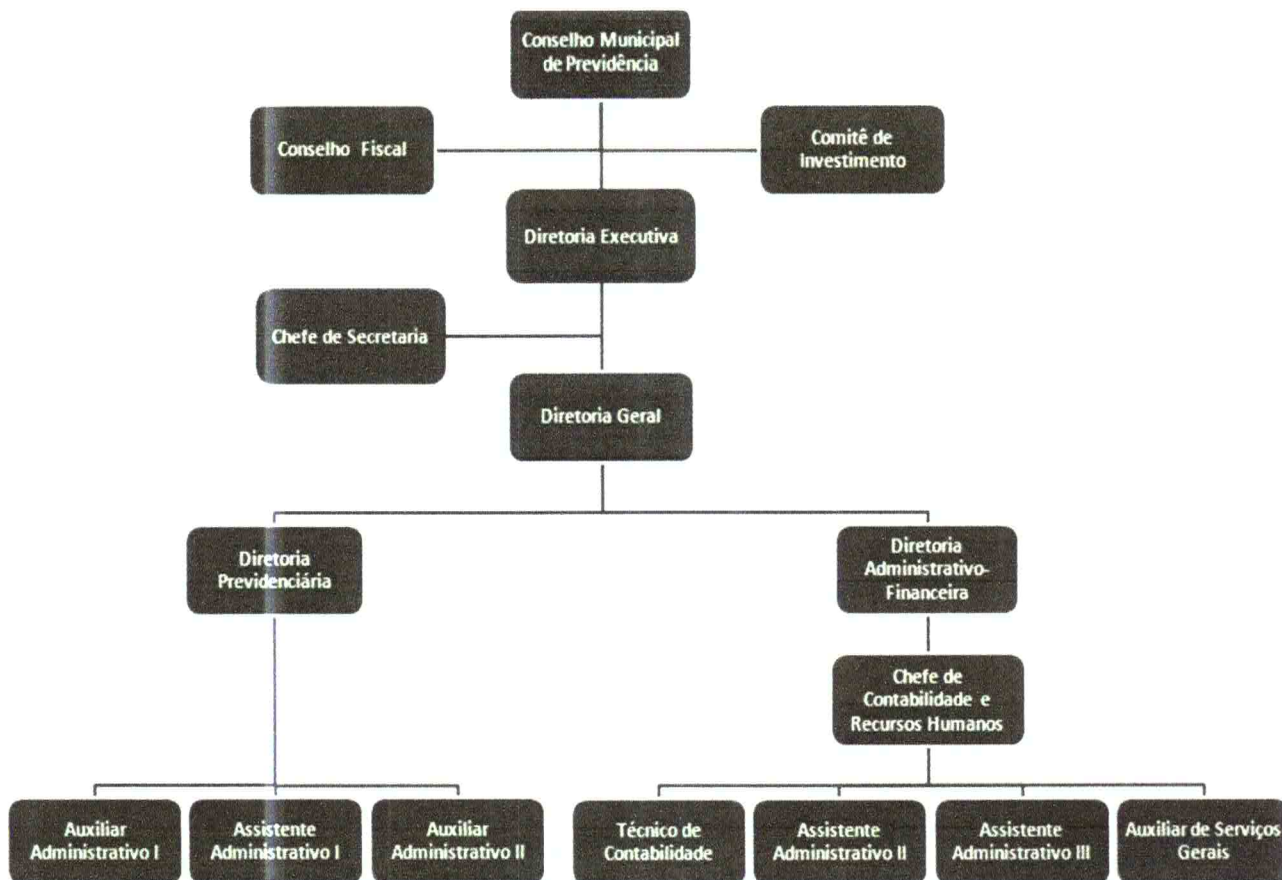 Conselho Municipal
de Previdência
Conselho Fiscal
Comitê de
Investimento
Diretoria Executiva
Chefe de Secretaria
Diretoria Geral
Diretoria
Previdenciária
Diretoria
Administrativo-
Financeira
Chefe de
Contabilidade e
Recursos Humanos
Auxiliar
Administrativo I
Assistente
Administrativo I
Auxiliar
Administrativo II
Técnico de
Contabilidade
Assistente
Administrativo II
Assistente
Administrativo III
Auxiliar de Serviços
Gerais